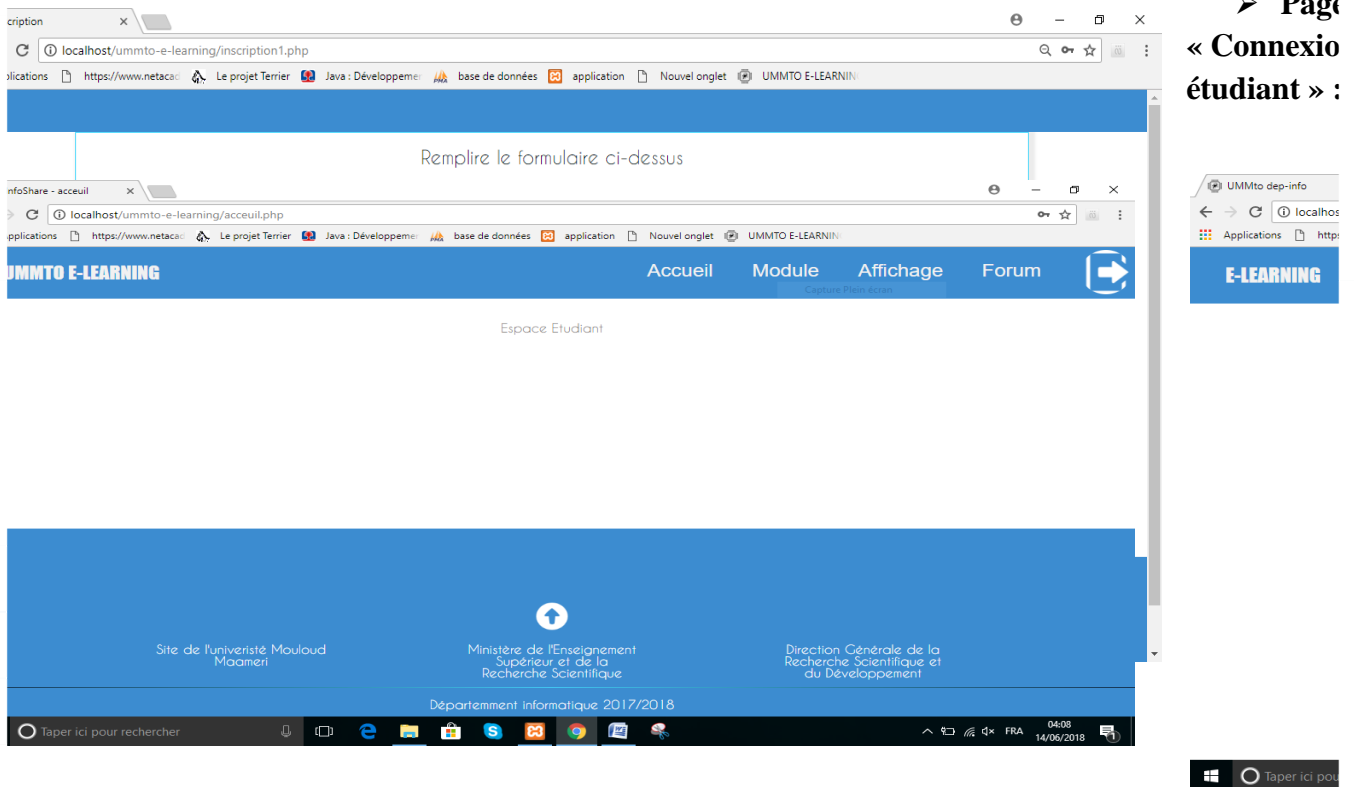 cription
localhost/ummto-e-learning/inscription1.php
plications https://www.netacad Le projet Terrier Java : Développemer base de données application Nouvel onglet UMMTO E-LEARNIN
Remplire le formulaire ci-dessus
nfoShare - acceuil
localhost/ummto-e-learning/acceuil.php
pplications https://www.netacad Le projet Terrier Java : Développemer base de données application Nouvel onglet UMMTO E-LEARNIN
UMMTO E-LEARNING Accueil Module Affichage Forum
Capture Plein écran
Espace Etudiant
Site de l'univeristé Mouloud
Maameri
Ministère de l'Enseignement
Supérieur et de la
Recherche Scientifique
Direction Générale de la
Recherche Scientifique et
du Développement
Départemment informatique 2017/2018
Taper ici pour rechercher FRA 04:08
14/06/2018
➢ Page
« Connexio
étudiant » :
UMMto dep-info
localhos
Applications http
E-LEARNING
Taper ici pou